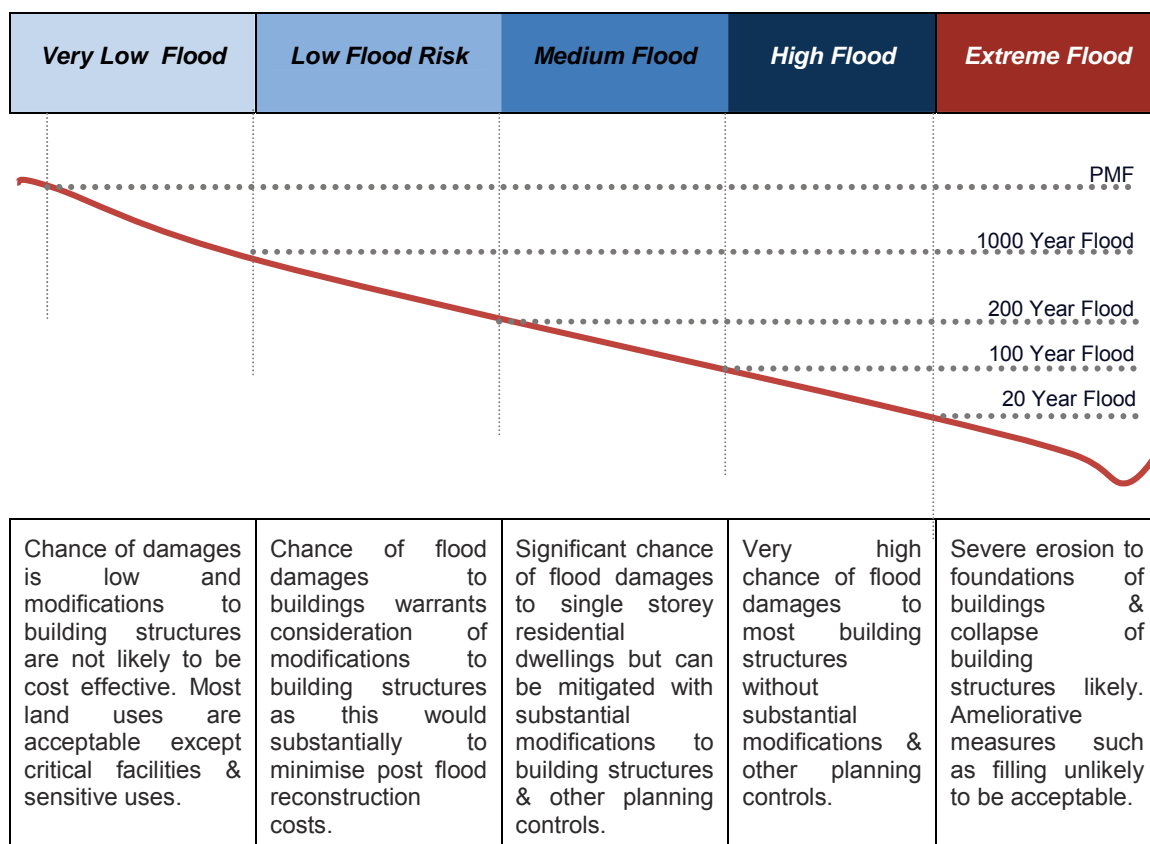 Very Low Flood
Low Flood Risk
Medium Flood
High Flood
Extreme Flood
PMF
1000 Year Flood
200 Year Flood
100 Year Flood
20 Year Flood
Chance of damages
is low and
modifications to
building structures
are not likely to be
cost effective. Most
land uses are
acceptable except
critical facilities &
sensitive uses.
Chance of flood
damages to
buildings warrants
consideration of
modifications to
building structures
as this would
substantially to
minimise post flood
reconstruction
costs.
Significant chance
of flood damages
to single storey
residential
dwellings but can
be mitigated with
substantial
modifications to
building structures
& other planning
controls.
Very high
chance of flood
damages to
most building
structures
without
substantial
modifications &
other planning
controls.
Severe erosion to
foundations of
buildings &
collapse of
building
structures likely.
Ameliorative
measures such
as filling unlikely
to be acceptable.